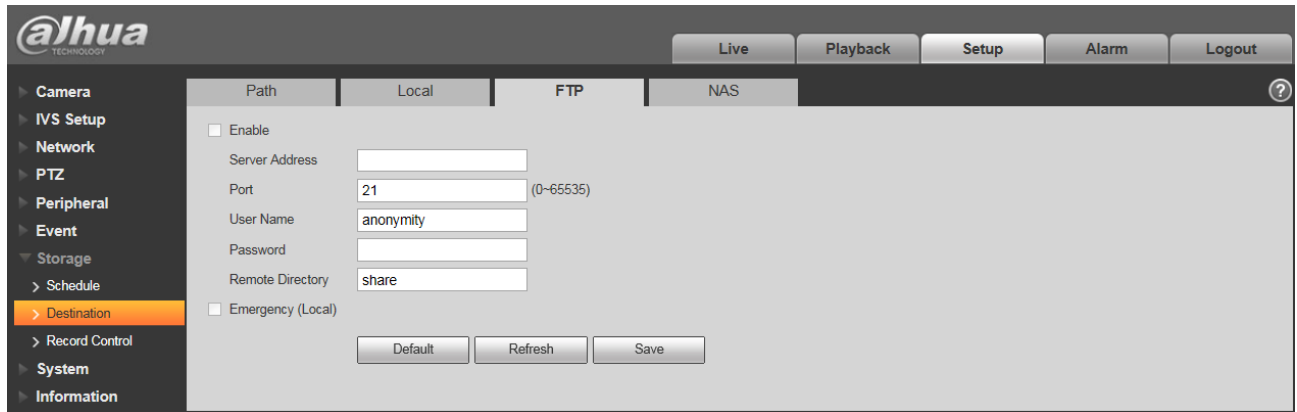 alhua
TECHNOLOGY
Live Playback Setup Alarm Logout
Camera
IVS Setup
Network
PTZ
Peripheral
Event
Storage
Schedule
Destination
Record Control
System
Information
Path Local FTP NAS
?
Enable
Server Address
Port 21 (0~65535)
User Name anonymity
Password
Remote Directory share
Emergency (Local)
Default Refresh Save